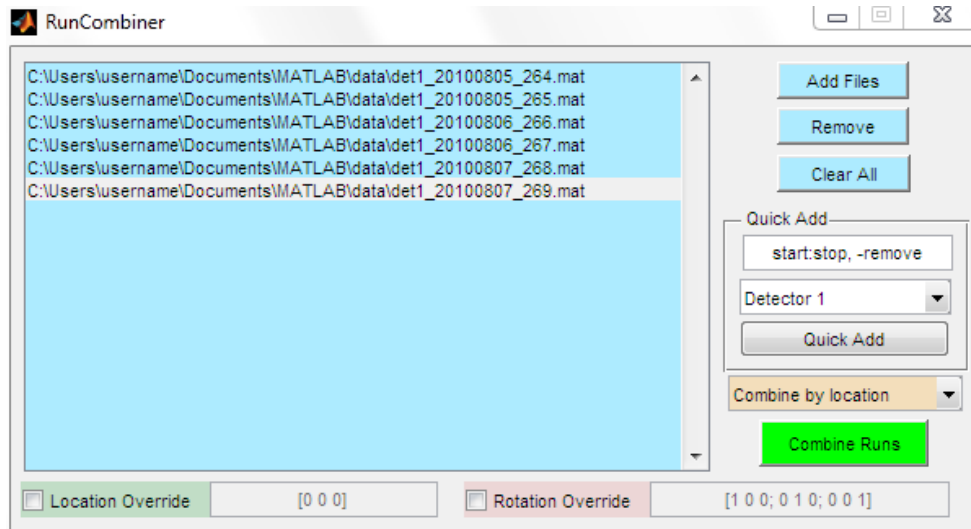 RunCombiner
C:\Users\username\Documents\MATLAB\data\det1_20100805_264.mat
C:\Users\username\Documents\MATLAB\data\det1_20100805_265.mat
C:\Users\username\Documents\MATLAB\data\det1_20100806_266.mat
C:\Users\username\Documents\MATLAB\data\det1_20100806_267.mat
C:\Users\username\Documents\MATLAB\data\det1_20100807_268.mat
C:\Users\username\Documents\MATLAB\data\det1_20100807_269.mat
Add Files
Remove
Clear All
Quick Add
start:stop, -remove
Detector 1
Quick Add
Combine by location
Combine Runs
Location Override
[0 0 0]
Rotation Override
[1 0 0; 0 1 0; 0 0 1]